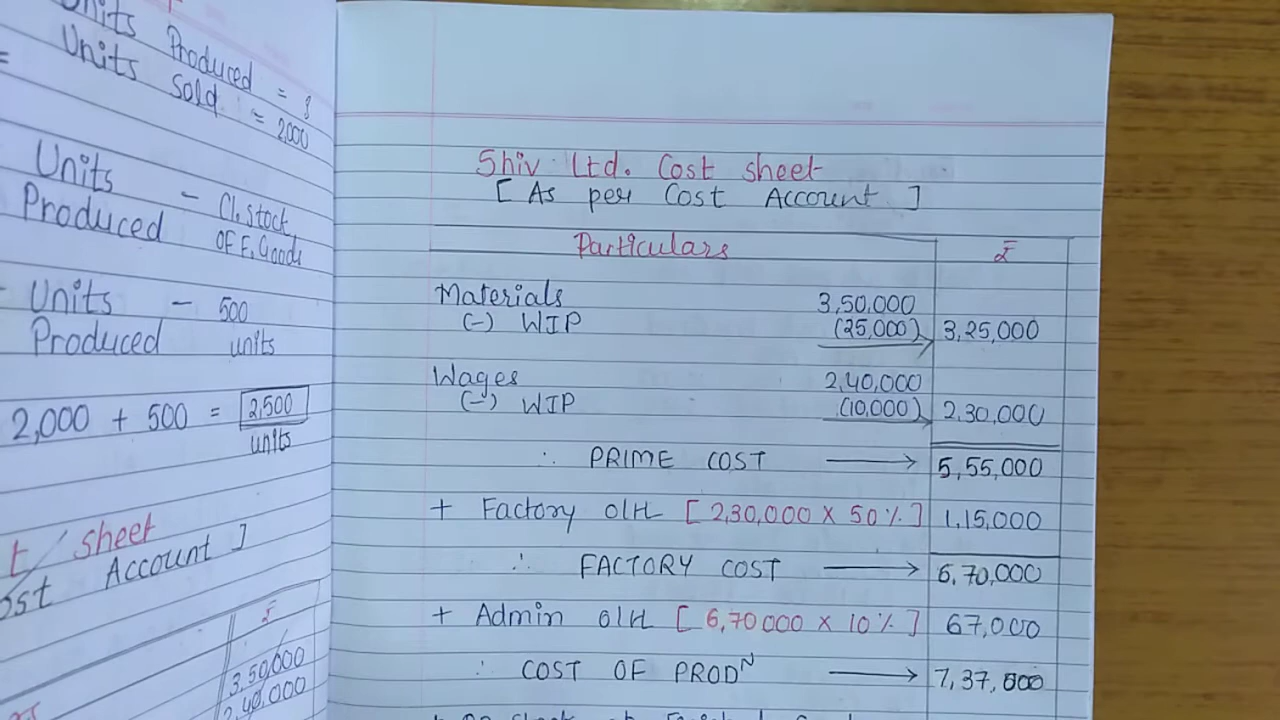 Units Produced =
= Units Sold = 2000
Units Produced - Cl. stock OF F. Goods
- Units Produced - 500 units
2,000 + 500 = 2,500 units
t / sheet
ost Account ]
₹
3,50,000
2,40,000
Shiv Ltd. Cost sheet
[ As per Cost Account ]
Particulars ₹
Materials 3,50,000
(-) WIP (25,000) 3,25,000
Wages 2,40,000
(-) WIP (10,000) 2,30,000
∴ PRIME COST → 5,55,000
+ Factory O/H [ 2,30,000 x 50% ] 1,15,000
∴ FACTORY COST → 6,70,000
+ Admin O/H [ 6,70000 x 10% ] 67,000
∴ COST OF PRODᴺ → 7,37,000